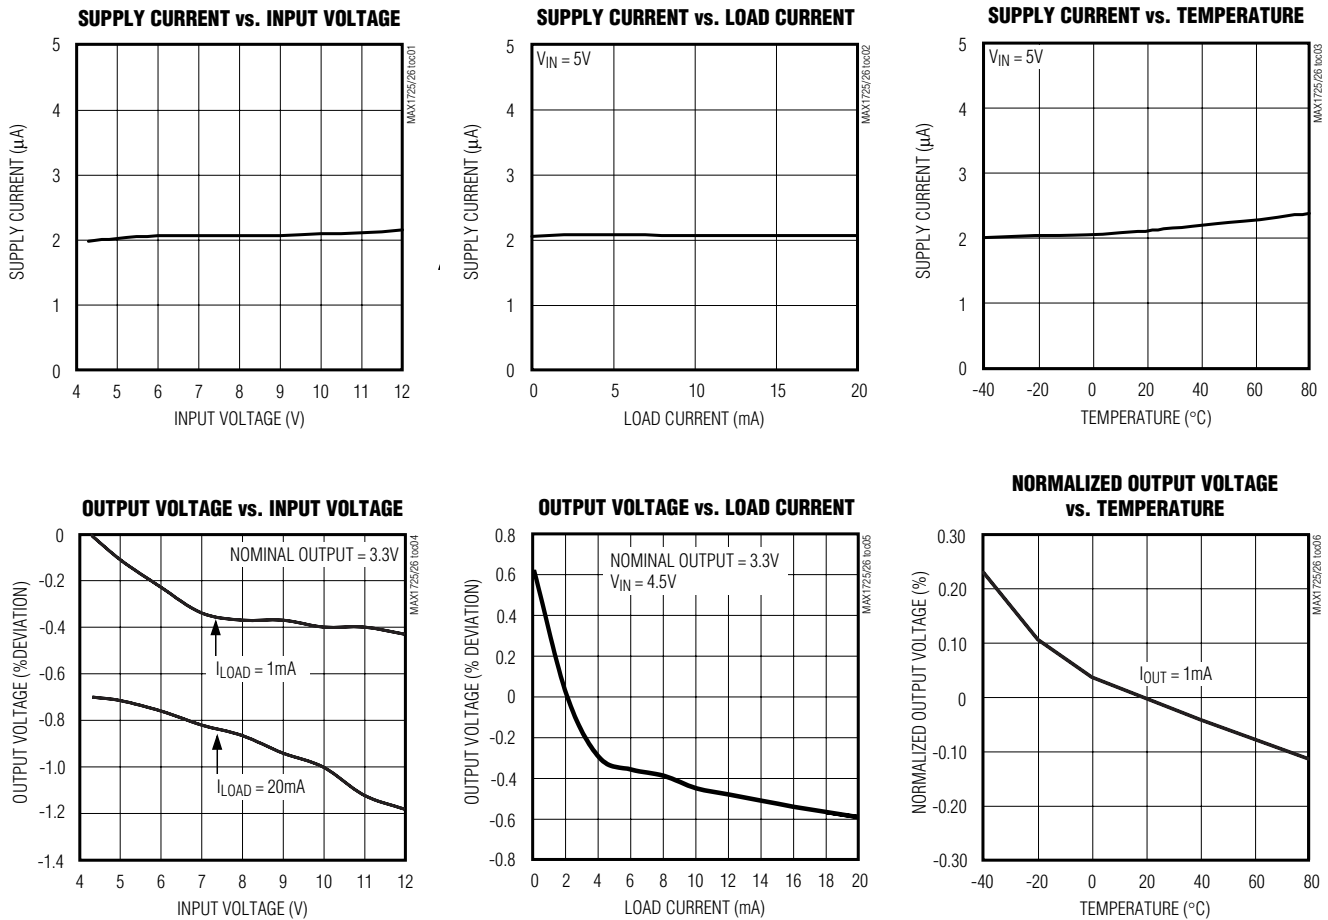 SUPPLY CURRENT vs. INPUT VOLTAGE
5
4
3
2
1
0
SUPPLY CURRENT (µA)
4 5 6 7 8 9 10 11 12
INPUT VOLTAGE (V)
MAX1725/26 toc01
SUPPLY CURRENT vs. LOAD CURRENT
VIN = 5V
5
4
3
2
1
0
SUPPLY CURRENT (µA)
0 5 10 15 20
LOAD CURRENT (mA)
MAX1725/26 toc02
SUPPLY CURRENT vs. TEMPERATURE
VIN = 5V
5
4
3
2
1
0
SUPPLY CURRENT (µA)
-40 -20 0 20 40 60 80
TEMPERATURE (°C)
MAX1725/26 toc03
OUTPUT VOLTAGE vs. INPUT VOLTAGE
NOMINAL OUTPUT = 3.3V
ILOAD = 1mA
ILOAD = 20mA
0
-0.2
-0.4
-0.6
-0.8
-1.0
-1.2
-1.4
OUTPUT VOLTAGE (%DEVIATION)
4 5 6 7 8 9 10 11 12
INPUT VOLTAGE (V)
MAX1725/26 toc04
OUTPUT VOLTAGE vs. LOAD CURRENT
NOMINAL OUTPUT = 3.3V
VIN = 4.5V
0.8
0.6
0.4
0.2
0
-0.2
-0.4
-0.6
-0.8
OUTPUT VOLTAGE (% DEVIATION)
0 2 4 6 8 10 12 14 16 18 20
LOAD CURRENT (mA)
MAX1725/26 toc05
NORMALIZED OUTPUT VOLTAGE
vs. TEMPERATURE
IOUT = 1mA
0.30
0.20
0.10
0
-0.10
-0.20
-0.30
NORMALIZED OUTPUT VOLTAGE (%)
-40 -20 0 20 40 60 80
TEMPERATURE (°C)
MAX1725/26 toc06